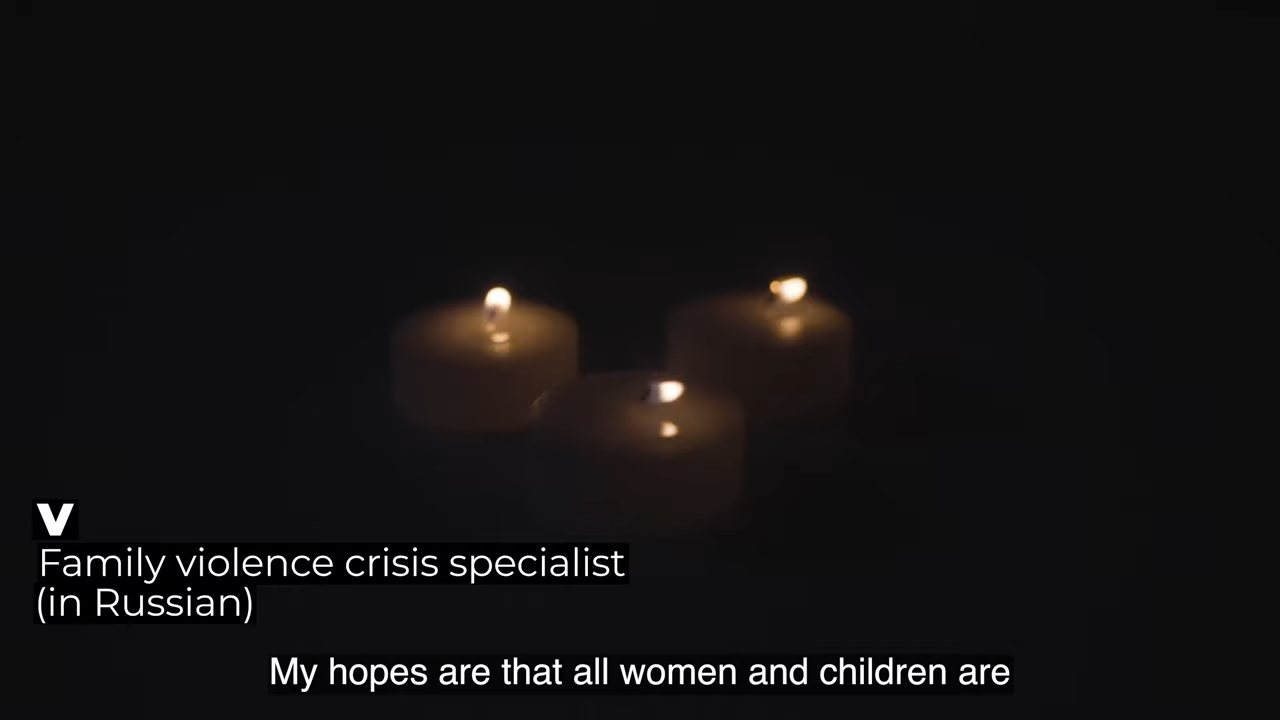 V
Family violence crisis specialist
(in Russian)
My hopes are that all women and children are